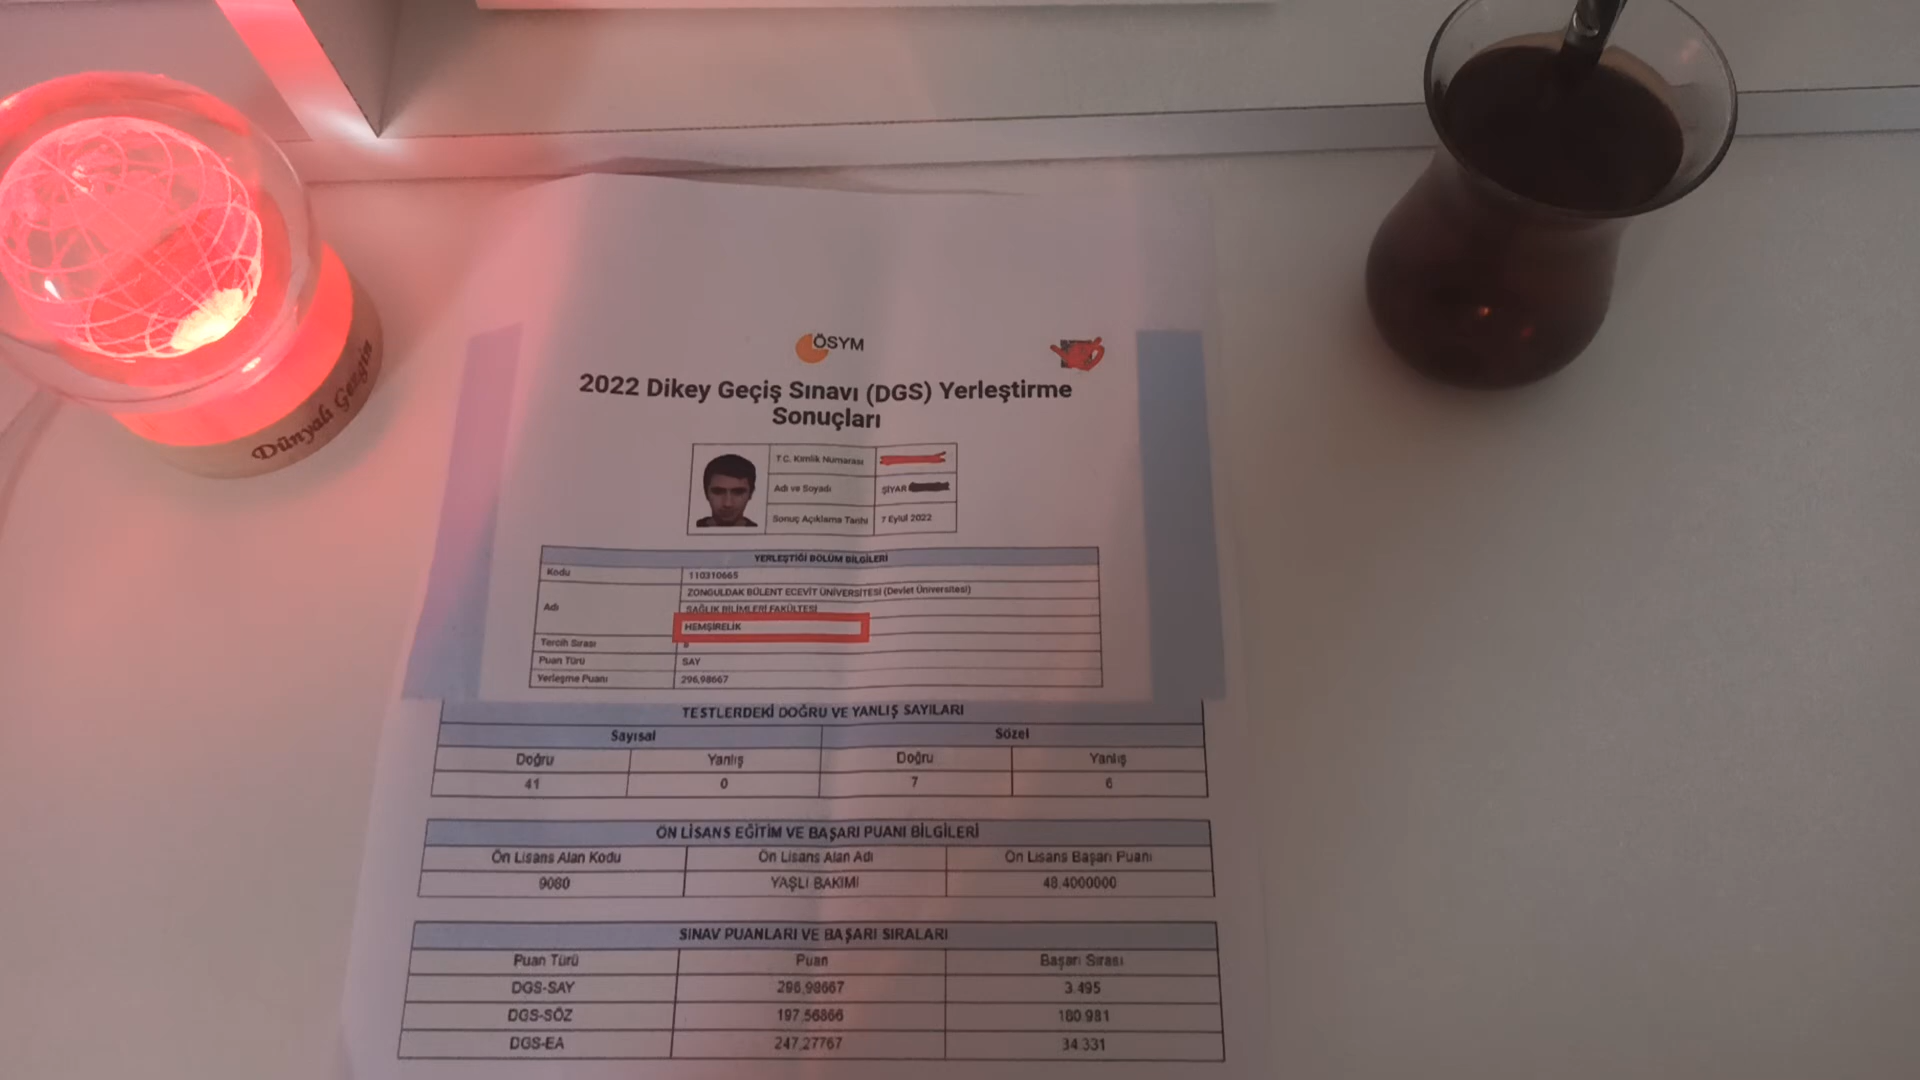 Dünyalı Gezgin
ÖSYM
2022 Dikey Geçiş Sınavı (DGS) Yerleştirme
Sonuçları
T.C. Kimlik Numarası
Adı ve Soyadı ŞİYAR
Sonuç Açıklama Tarihi 7 Eylül 2022
YERLEŞTİĞİ BÖLÜM BİLGİLERİ
Kodu 110310665
ZONGULDAK BÜLENT ECEVİT ÜNİVERSİTESİ (Devlet Üniversitesi)
Adı SAĞLIK BİLİMLERİ FAKÜLTESİ
HEMŞİRELİK
Tercih Sırası
Puan Türü SAY
Yerleşme Puanı 296,98667
TESTLERDEKİ DOĞRU VE YANLIŞ SAYILARI
Sayısal Sözel
Doğru Yanlış Doğru Yanlış
41 0 7 6
ÖN LİSANS EĞİTİM VE BAŞARI PUANI BİLGİLERİ
Ön Lisans Alan Kodu Ön Lisans Alan Adı Ön Lisans Başarı Puanı
9080 YAŞLI BAKIMI 48,4000000
SINAV PUANLARI VE BAŞARI SIRALARI
Puan Türü Puan Başarı Sırası
DGS-SAY 296,98667 3.495
DGS-SÖZ 197,56866 180.981
DGS-EA 247,27767 34.331